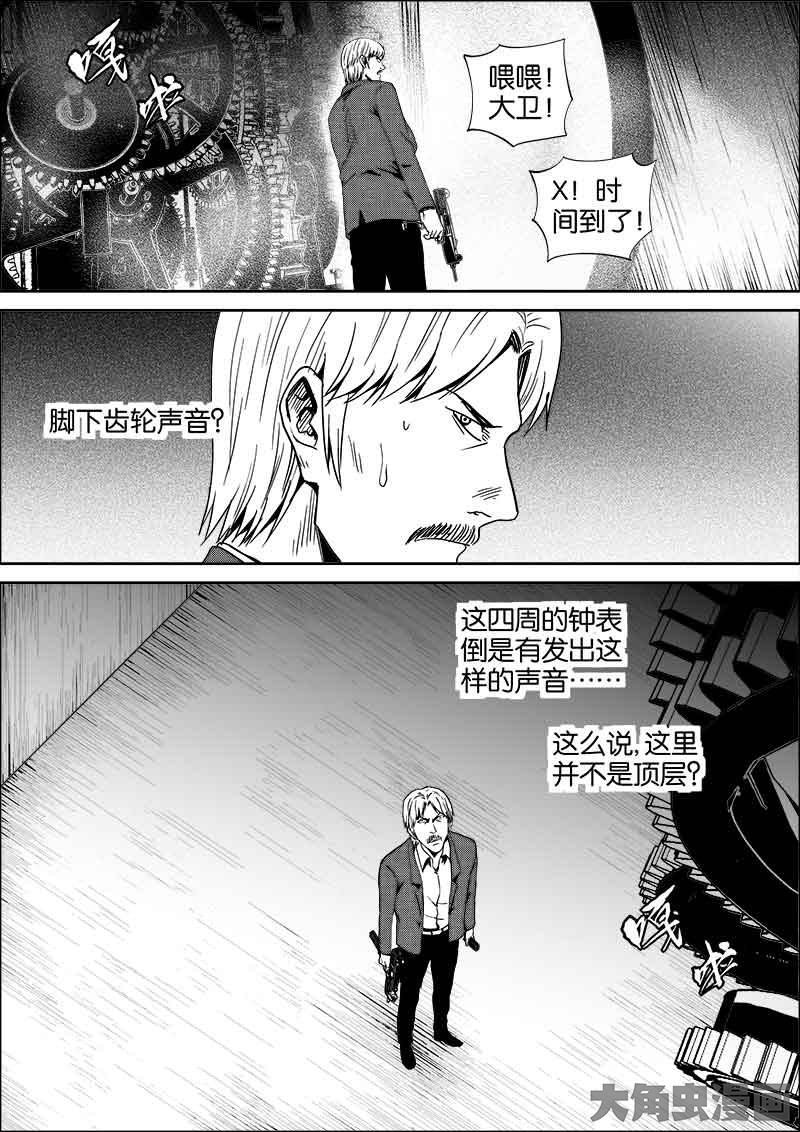 嘎
啦
喂喂！
大卫！
X！时
间到了！
脚下齿轮声音？
这四周的钟表
倒是有发出这
样的声音……
这么说，这里
并不是顶层？
嘎
啦
大角虫漫画